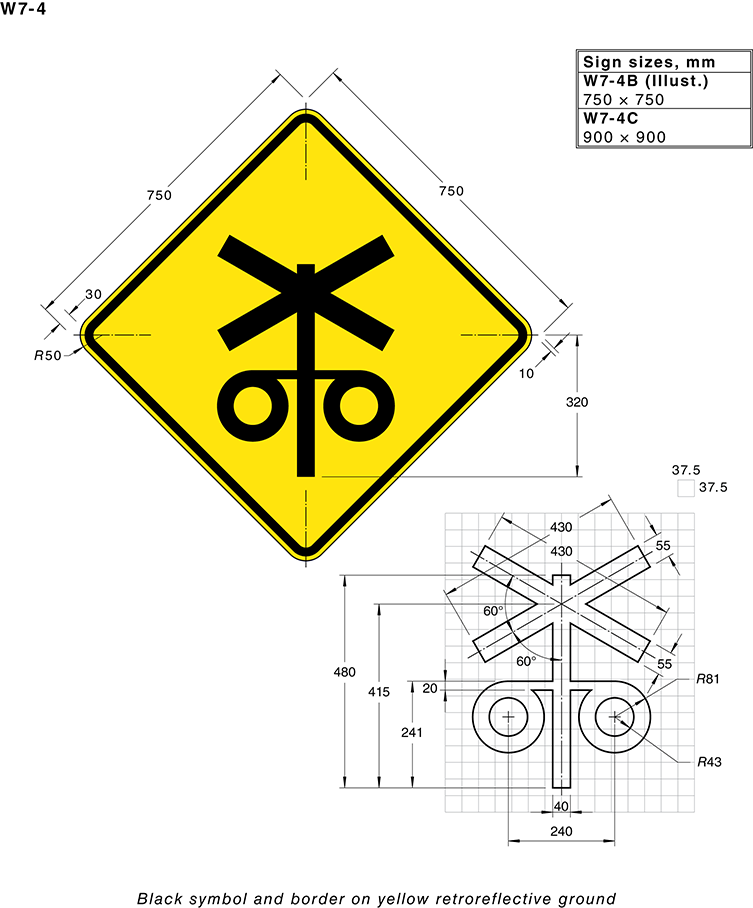 W7-4
Sign sizes, mm
W7-4B (Illust.)
750 × 750
W7-4C
900 × 900
750
750
30
R50
10
320
37.5
37.5
430
430
55
60°
60°
55
480
415
20
241
R81
R43
40
240
Black symbol and border on yellow retroreflective ground